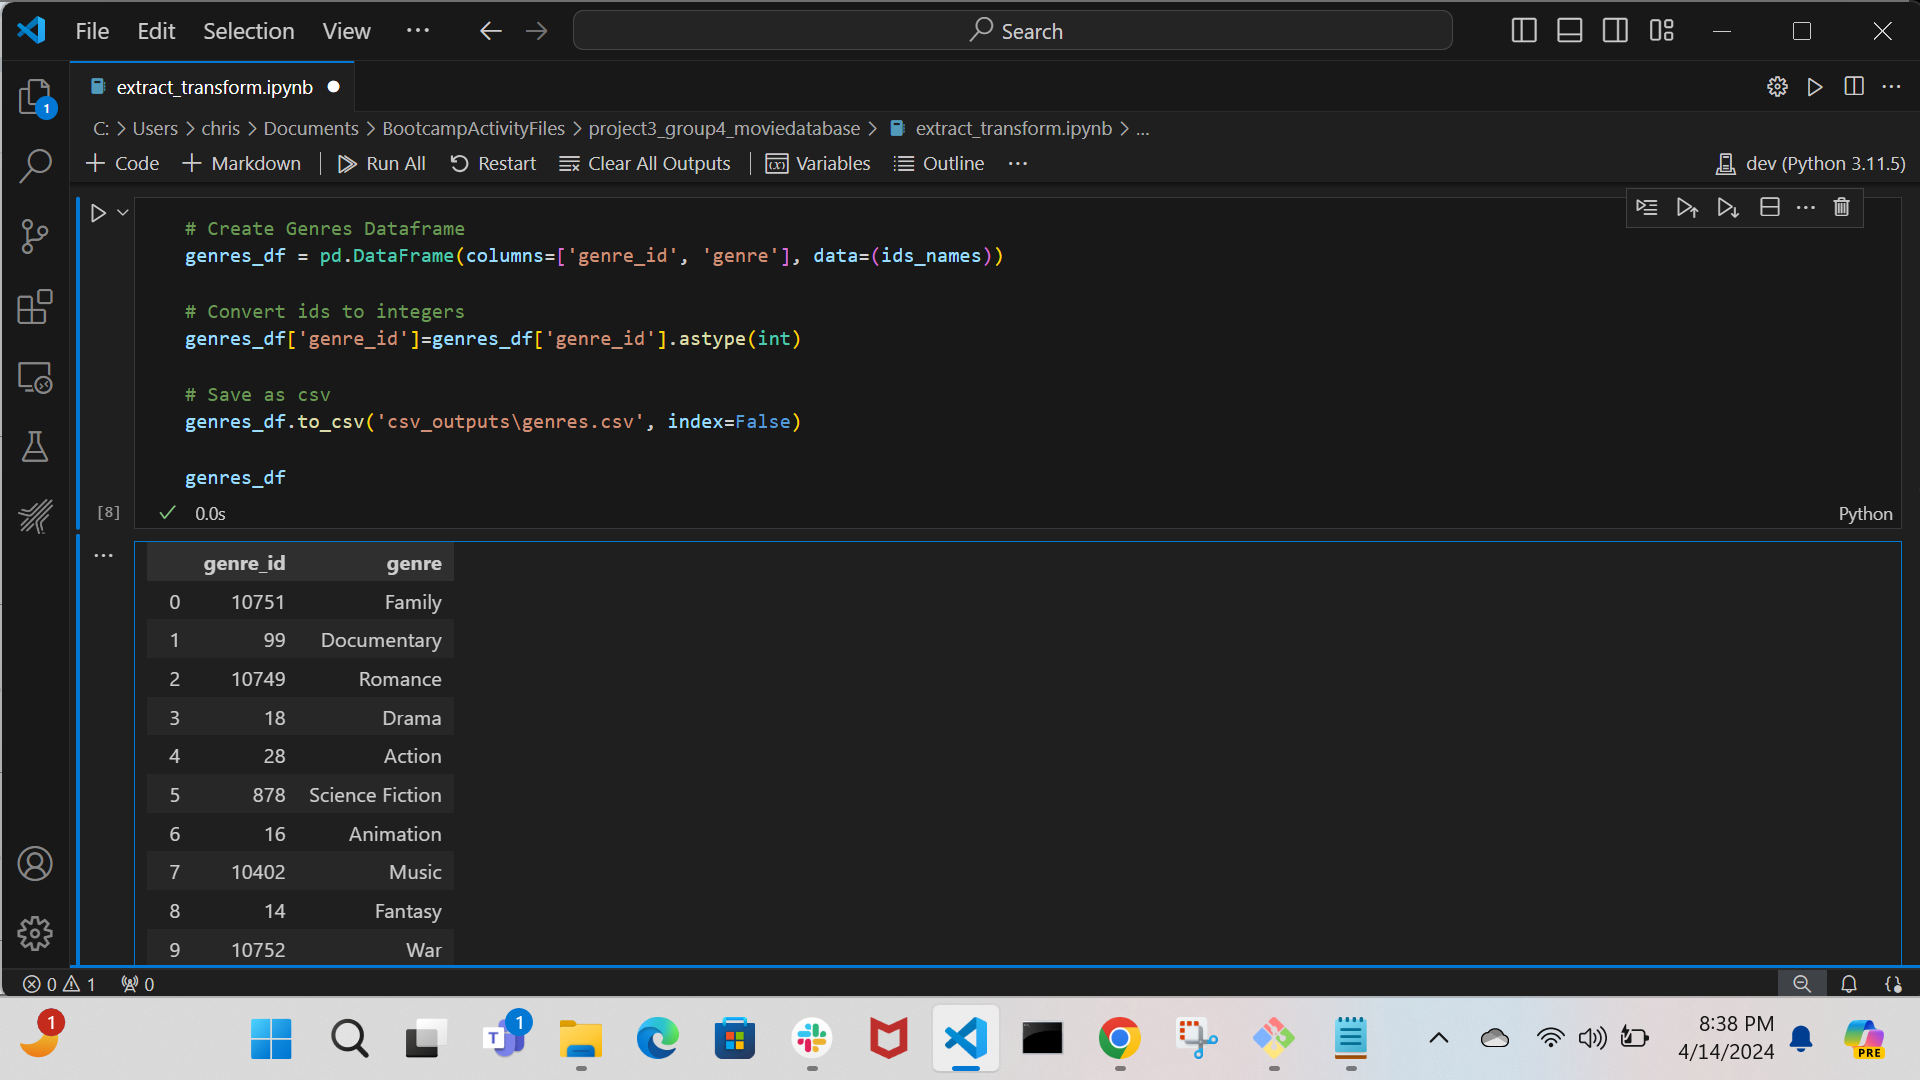 File Edit Selection View ··· Search
extract_transform.ipynb
1
C: > Users > chris > Documents > BootcampActivityFiles > project3_group4_moviedatabase > extract_transform.ipynb > ...
+ Code + Markdown Run All Restart Clear All Outputs (x) Variables Outline ··· dev (Python 3.11.5)
# Create Genres Dataframe
genres_df = pd.DataFrame(columns=['genre_id', 'genre'], data=(ids_names))
# Convert ids to integers
genres_df['genre_id']=genres_df['genre_id'].astype(int)
# Save as csv
genres_df.to_csv('csv_outputs\genres.csv', index=False)
genres_df
[8] 0.0s Python
genre_id genre
0 10751 Family
1 99 Documentary
2 10749 Romance
3 18 Drama
4 28 Action
5 878 Science Fiction
6 16 Animation
7 10402 Music
8 14 Fantasy
9 10752 War
0 1 0
1 T 1 PRE
8:38 PM
4/14/2024